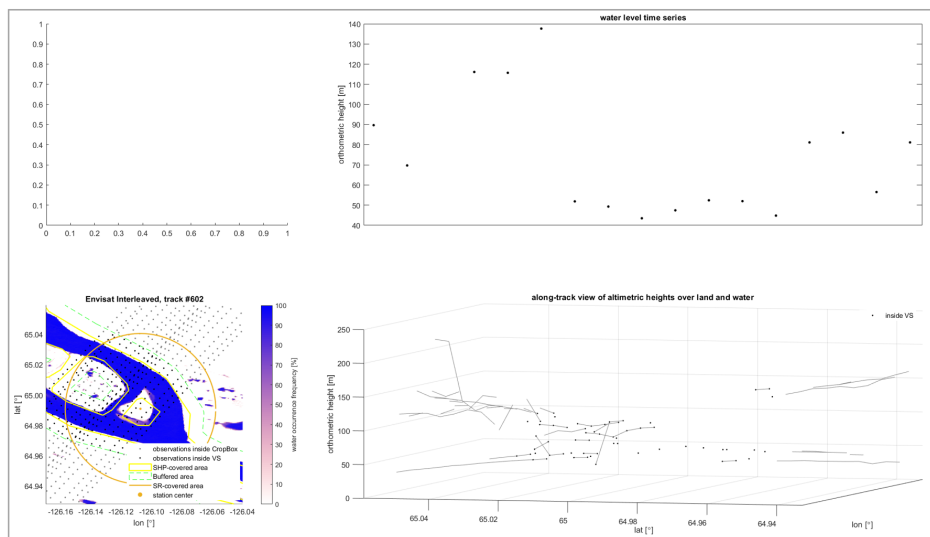 water level time series
1
0.9
0.8
0.7
0.6
0.5
0.4
0.3
0.2
0.1
0
0 0.1 0.2 0.3 0.4 0.5 0.6 0.7 0.8 0.9 1
orthometric height [m]
140
130
120
110
100
90
80
70
60
50
40
Envisat Interleaved, track #602
lat [°]
65.04
65.02
65.00
64.98
64.96
64.94
-126.16 -126.14 -126.12 -126.10 -126.08 -126.06 -126.04
lon [°]
observations inside CropBox
observations inside VS
SHP-covered area
Buffered area
SR-covered area
station center
100
90
80
70
60
50
40
30
20
10
0
water occurrence frequency [%]
along-track view of altimetric heights over land and water
inside VS
orthometric height [m]
250
200
150
100
50
0
65.04 65.02 65 64.98 64.96 64.94
lat [°]
lon [°]